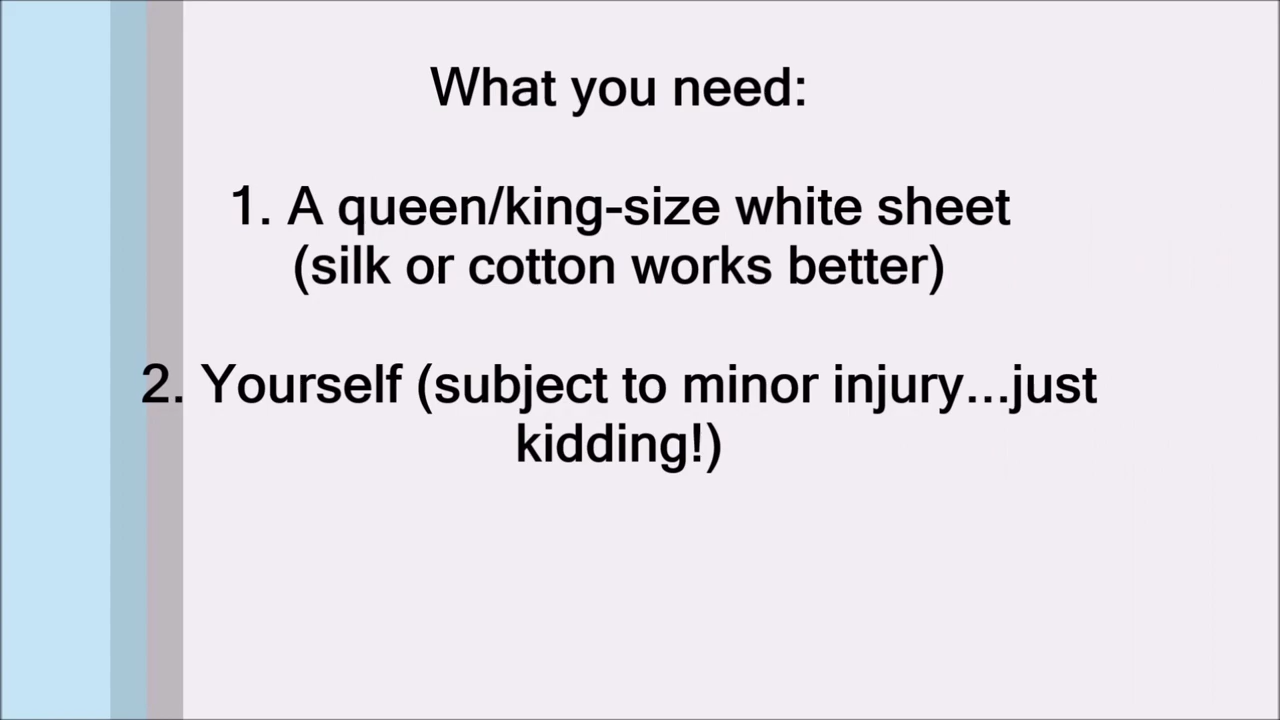 What you need:
1. A queen/king-size white sheet
(silk or cotton works better)
2. Yourself (subject to minor injury...just
kidding!)